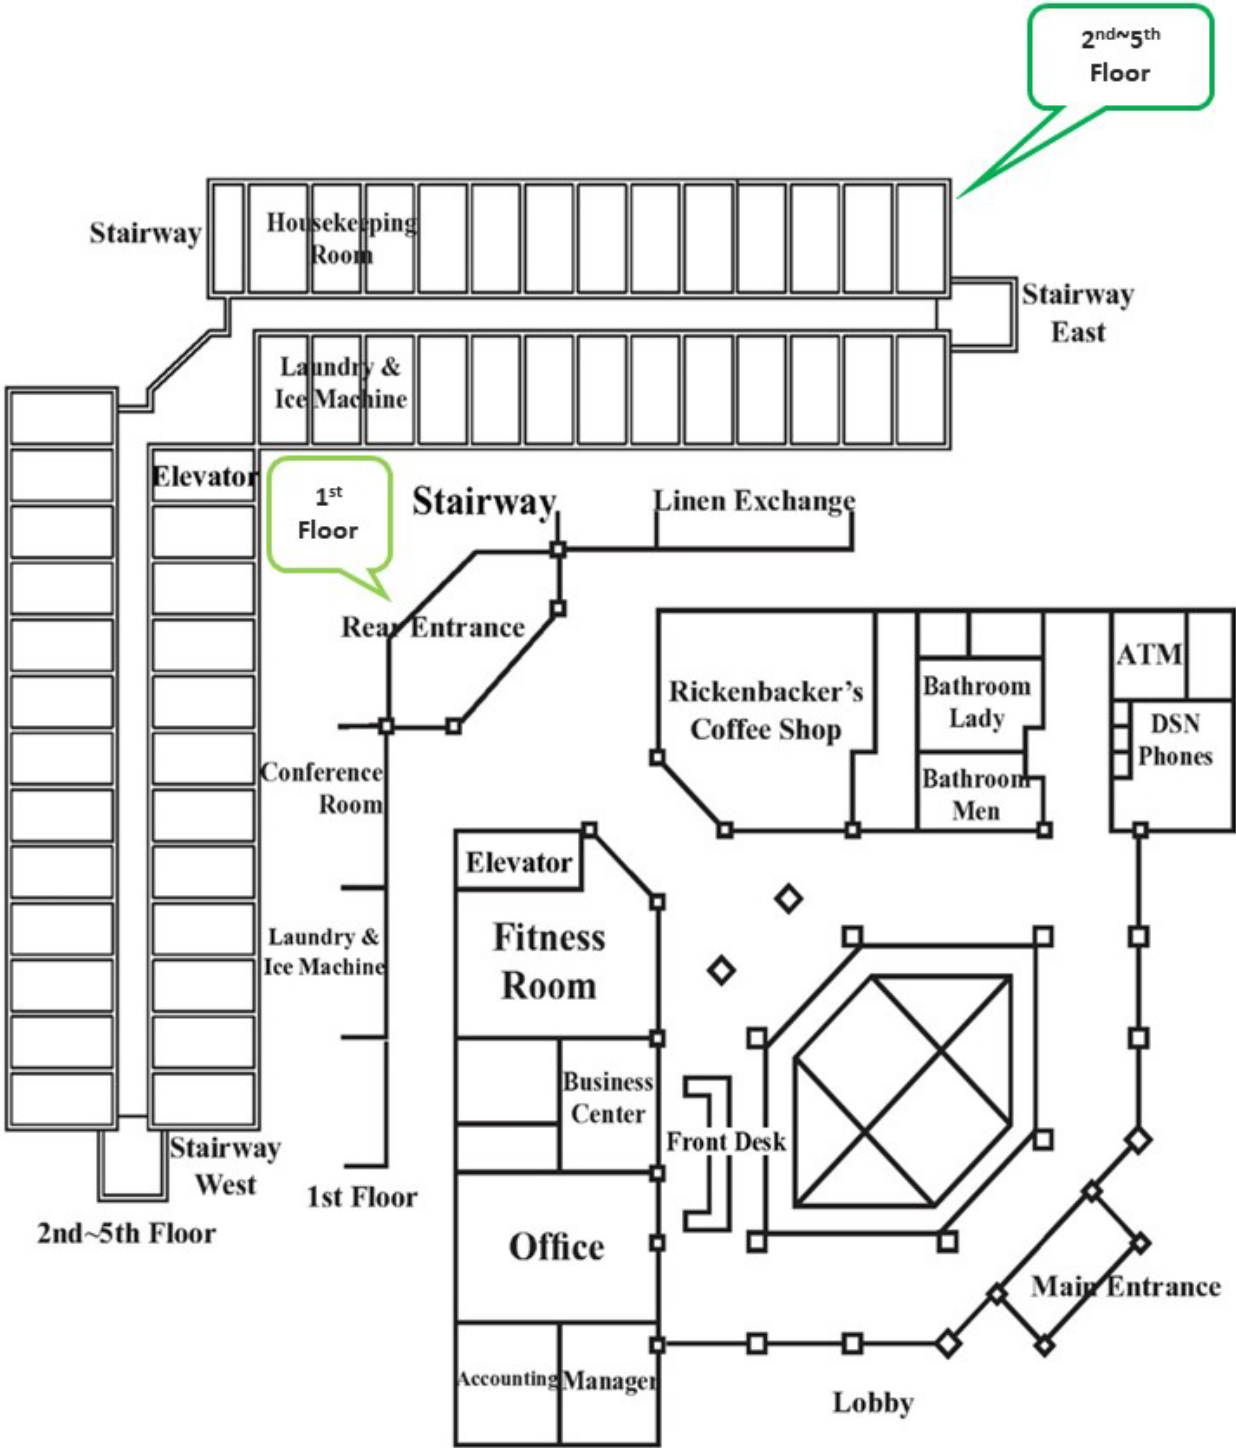 2nd~5th
Floor
Stairway
Housekeeping
Room
Stairway
East
Laundry &
Ice Machine
Elevator
1st
Floor
Stairway
Linen Exchange
Rear Entrance
Rickenbacker's
Coffee Shop
Bathroom
Lady
Bathroom
Men
ATM
DSN
Phones
Conference
Room
Elevator
Fitness
Room
Laundry &
Ice Machine
Business
Center
Front Desk
Stairway
West
1st Floor
2nd~5th Floor
Office
Main Entrance
Accounting
Manager
Lobby